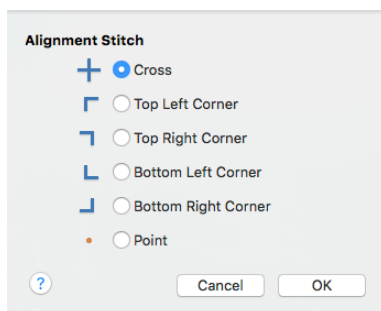 Alignment Stitch
Cross
Top Left Corner
Top Right Corner
Bottom Left Corner
Bottom Right Corner
Point
?
Cancel OK